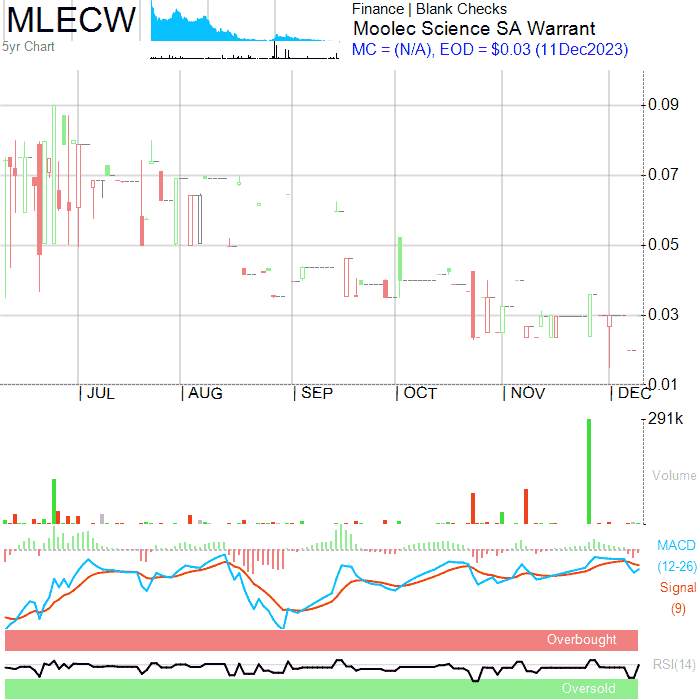 MLECW
5yr Chart
Finance | Blank Checks
Moolec Science SA Warrant
MC = (N/A), EOD = $0.03 (11Dec2023)
0.09
0.07
0.05
0.03
0.01
JUL
AUG
SEP
OCT
NOV
DEC
291k
Volume
MACD
(12-26)
Signal
(9)
Overbought
RSI(14)
Oversold